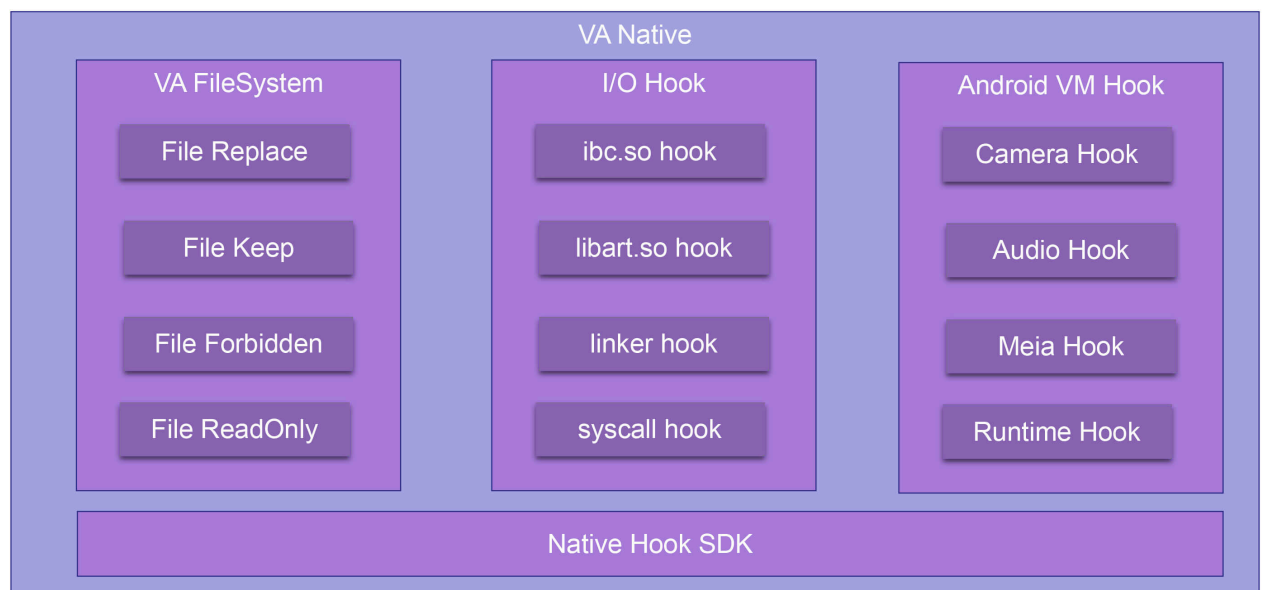 VA Native
VA FileSystem
File Replace
File Keep
File Forbidden
File ReadOnly
I/O Hook
ibc.so hook
libart.so hook
linker hook
syscall hook
Android VM Hook
Camera Hook
Audio Hook
Meia Hook
Runtime Hook
Native Hook SDK